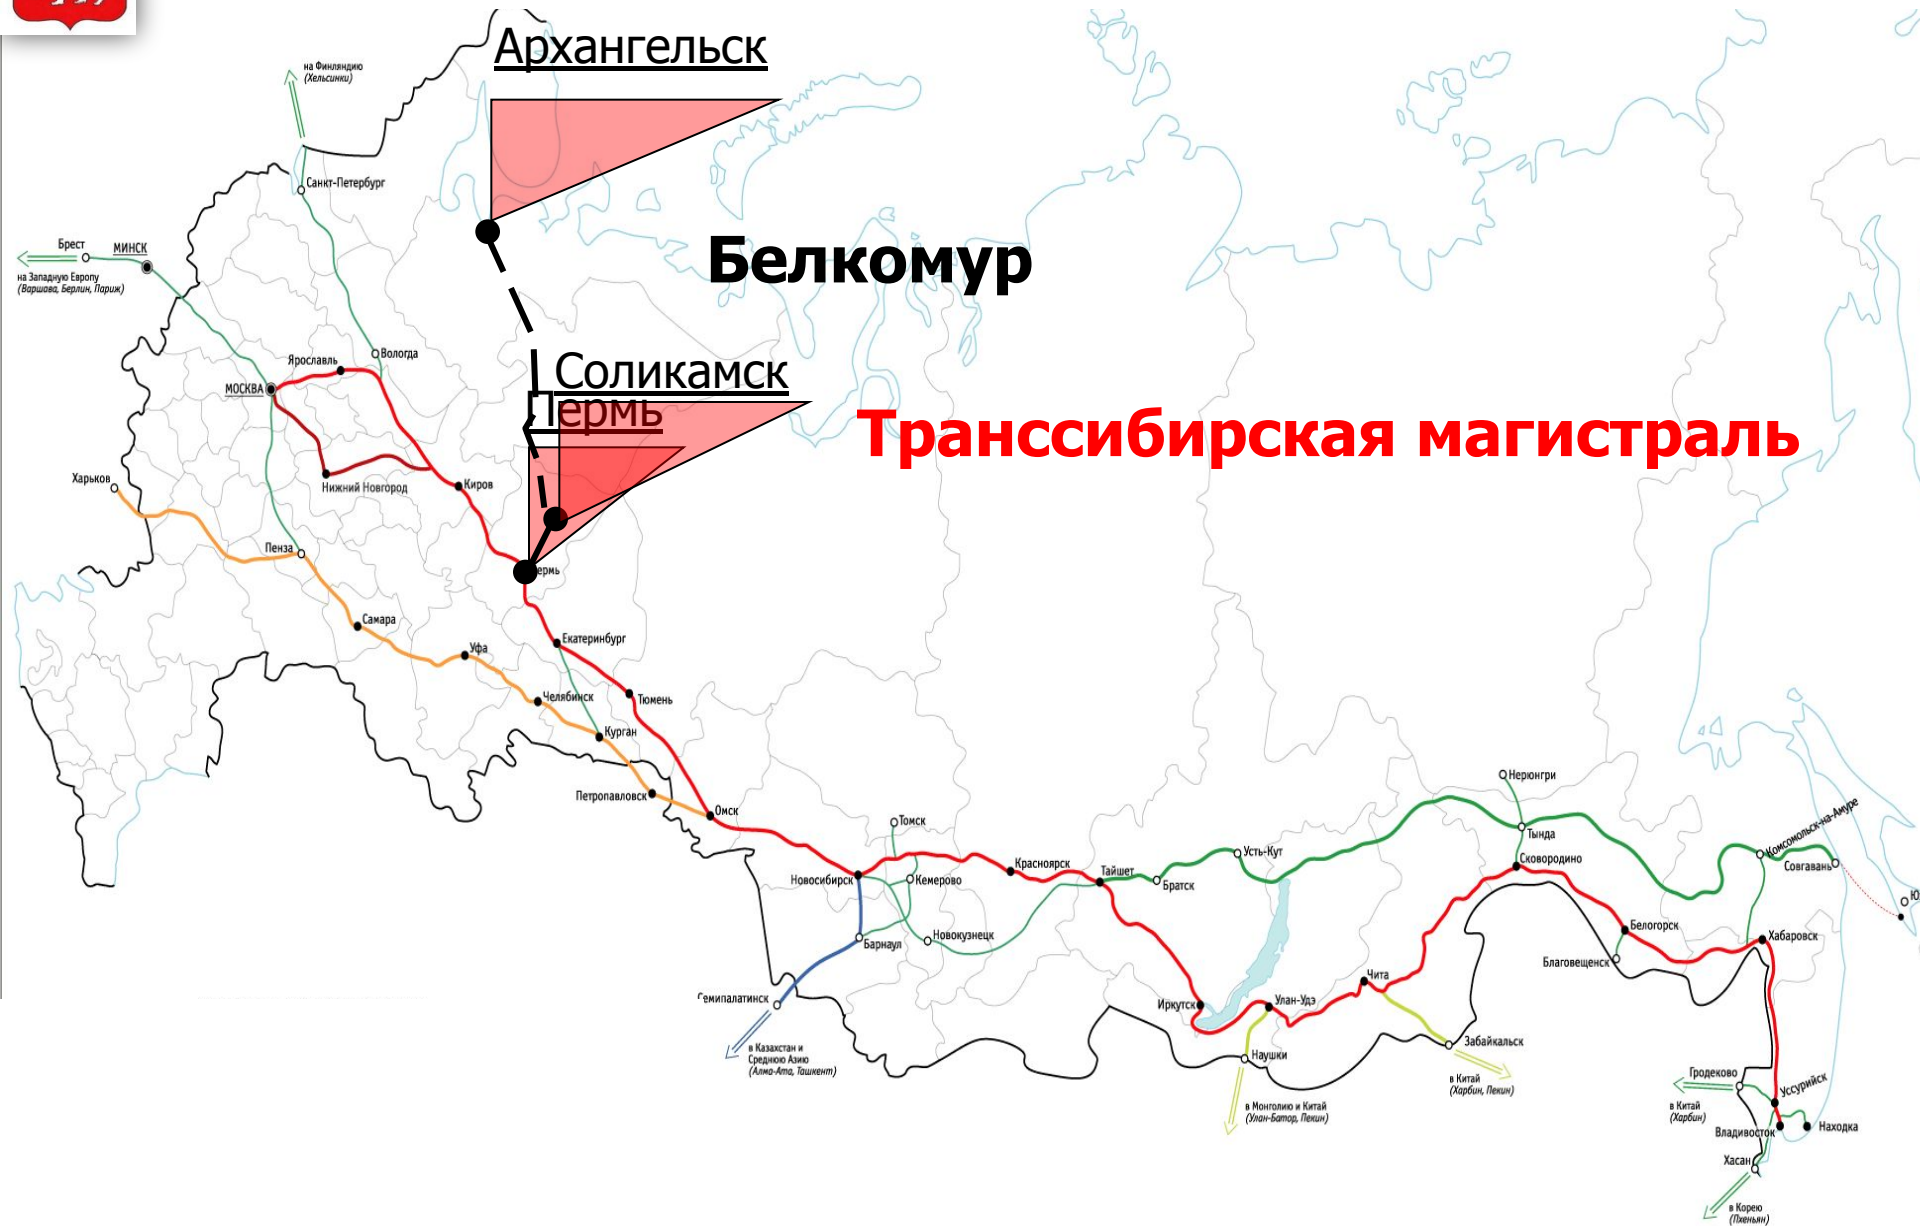 Архангельск
на Финляндию
(Хельсинки)
Санкт-Петербург
Брест
МИНСК
на Западную Европу
(Варшава, Берлин, Париж)
Белкомур
Ярославль
Вологда
МОСКВА
Соликамск
Пермь
Транссибирская магистраль
Харьков
Нижний Новгород
Киров
Пенза
ермь
Самара
Екатеринбург
Уфа
Челябинск
Тюмень
Курган
Петропавловск
Омск
Томск
Нерюнгри
Тында
Комсомольск-на-Амуре
Совгавань
Усть-Кут
Сковородино
Красноярск
Тайшет
Братск
Новосибирск
Кемерово
Ю
Новокузнецк
Барнаул
Белогорск
Хабаровск
Благовещенск
Чита
Семипалатинск
Иркутск
Улан-Удэ
в Казахстан и
Среднюю Азию
(Алма-Ата, Ташкент)
Наушки
Забайкальск
в Китай
(Харбин, Пекин)
Гродеково
Уссурийск
в Монголию и Китай
(Улан-Батор, Пекин)
в Китай
(Харбин)
Владивосток
Находка
Хасан
в Корею
(Пхеньян)